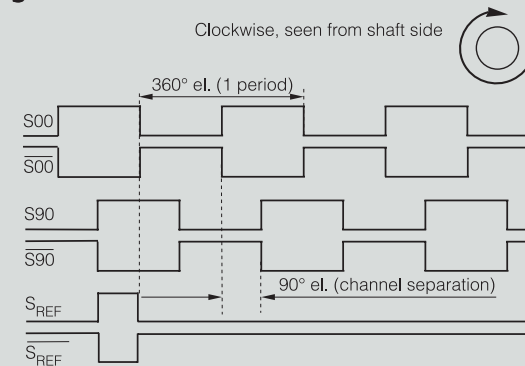 Clockwise, seen from shaft side
360° el. (1 period)
S00
S00
S90
S90
90° el. (channel separation)
SREF
SREF